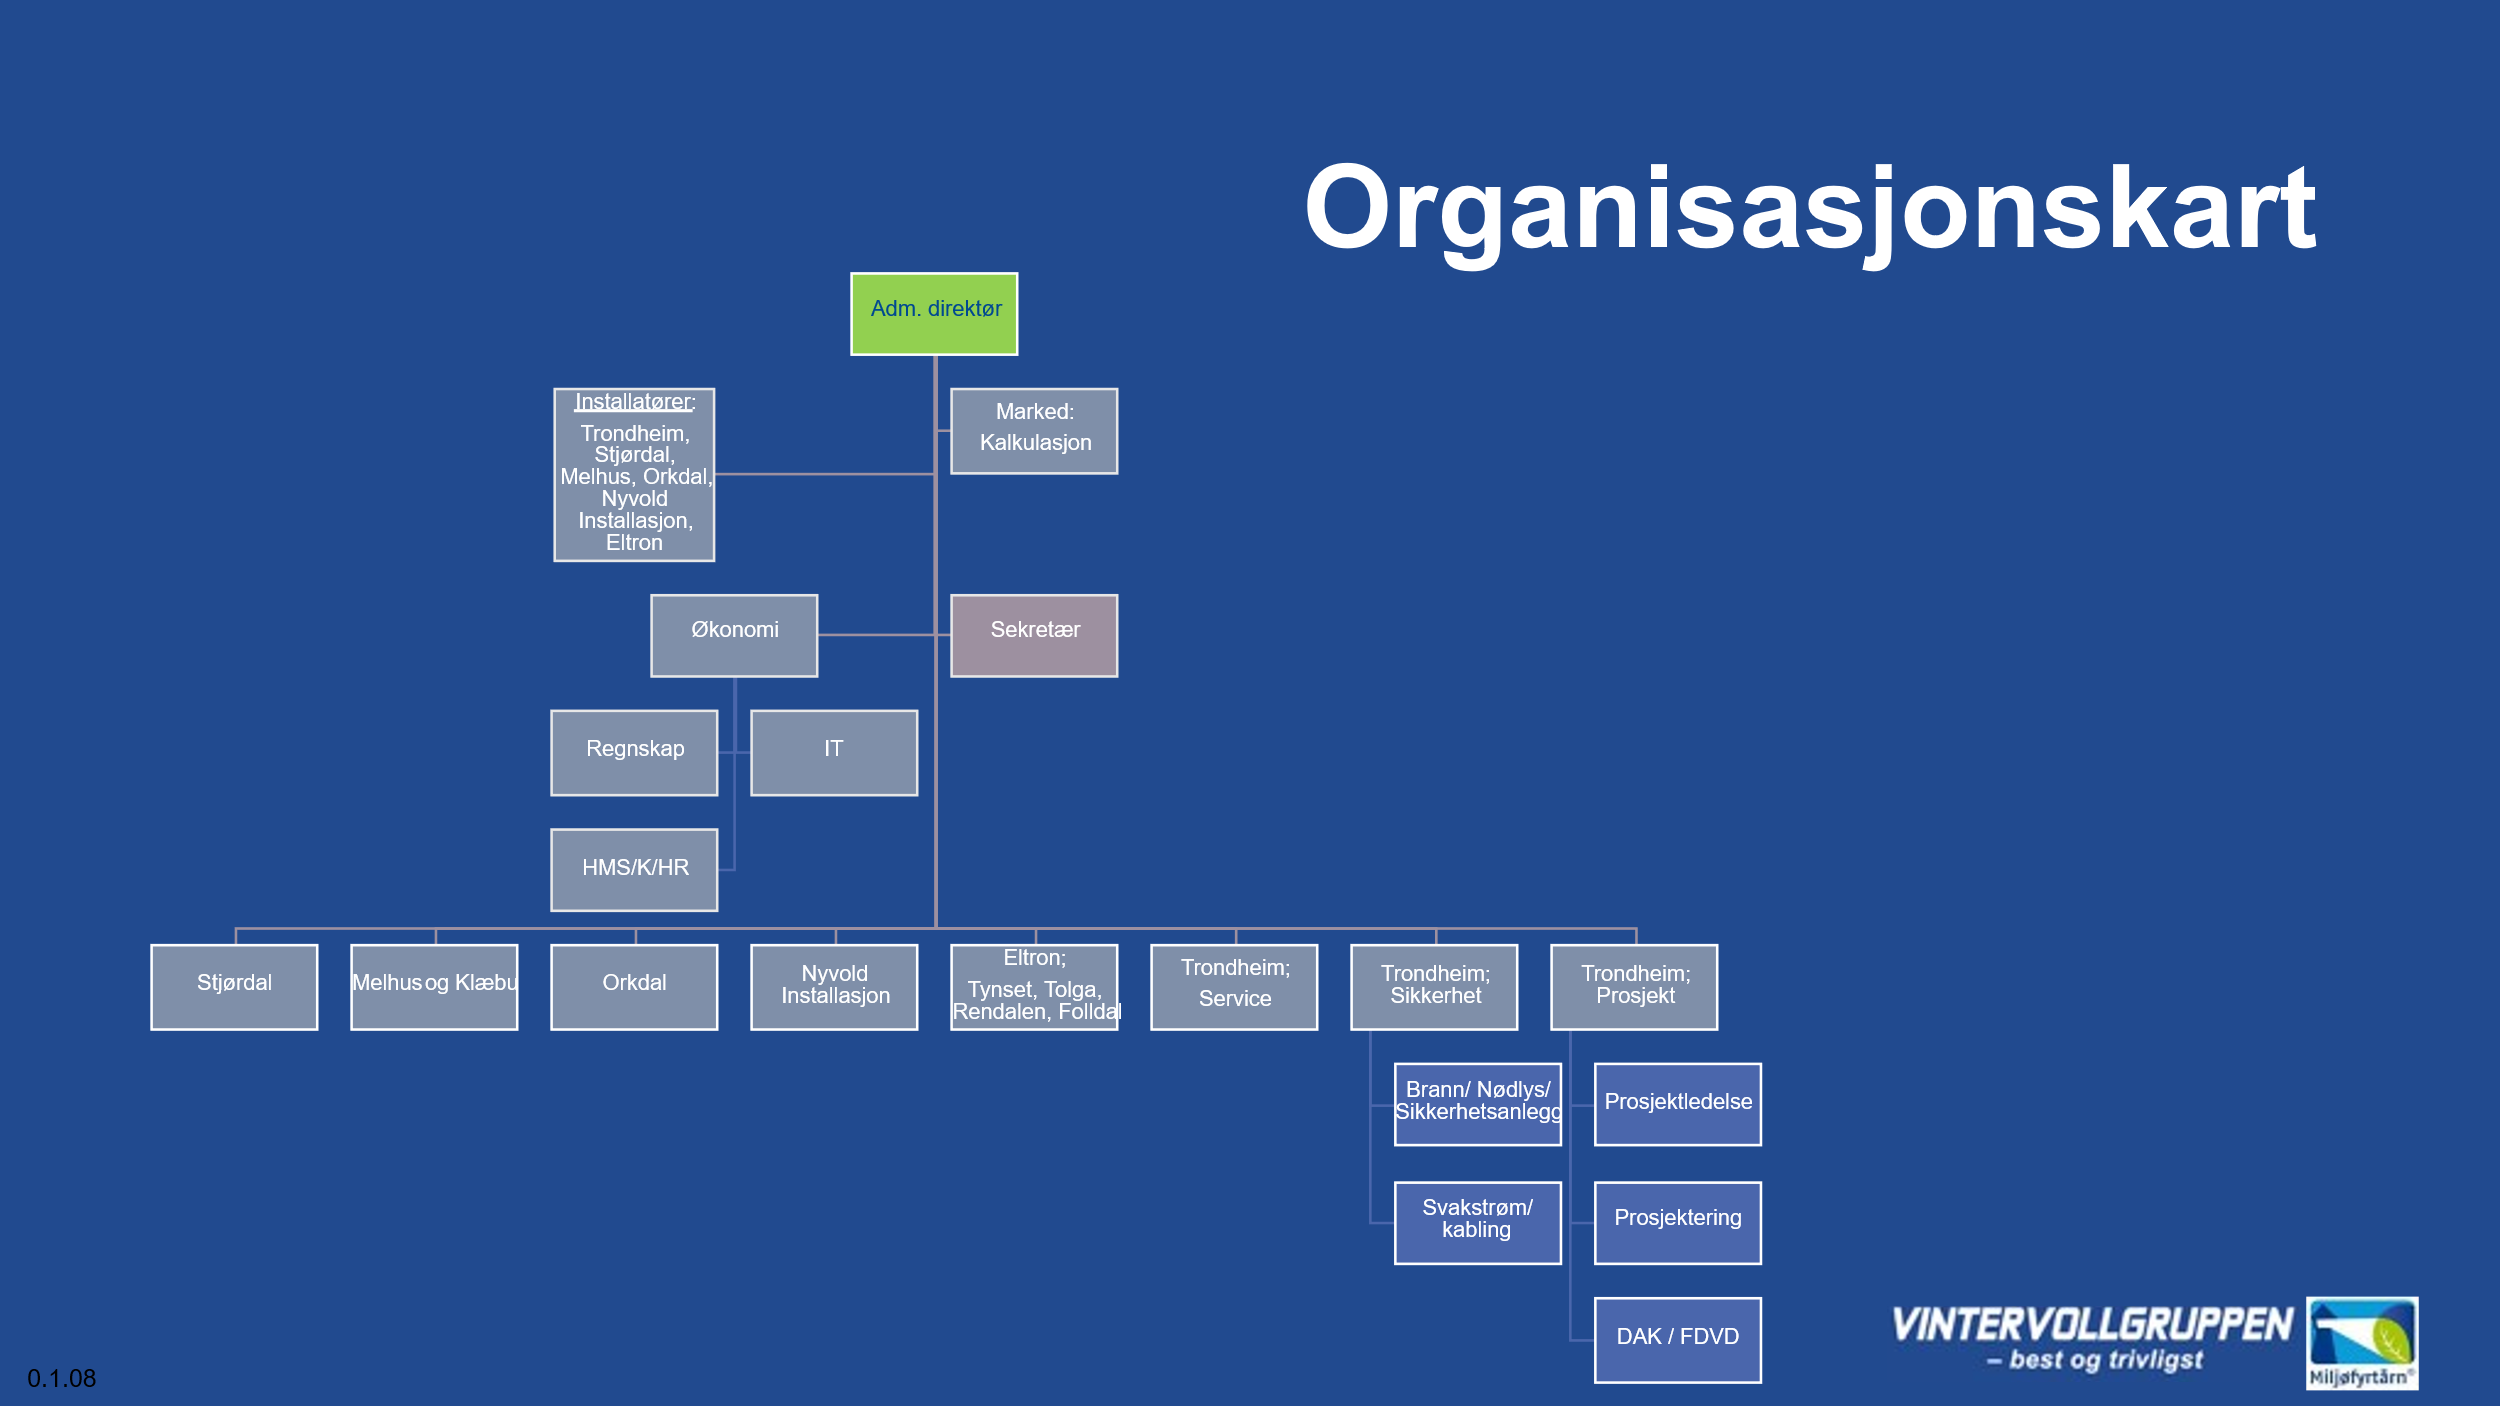 Organisasjonskart
Adm. direktør
Installatører:
Trondheim,
Stjørdal,
Melhus, Orkdal,
Nyvold
Installasjon,
Eltron
Marked:
Kalkulasjon
Økonomi
Sekretær
Regnskap
IT
HMS/K/HR
Stjørdal
Melhus og Klæbu
Orkdal
Nyvold
Installasjon
Eltron;
Tynset, Tolga,
Rendalen, Folldal
Trondheim;
Service
Trondheim;
Sikkerhet
Trondheim;
Prosjekt
Brann/ Nødlys/
Sikkerhetsanlegg
Prosjektledelse
Svakstrøm/
kabling
Prosjektering
DAK / FDVD
VINTERVOLLGRUPPEN
– best og trivligst
Miljøfyrtårn®
0.1.08